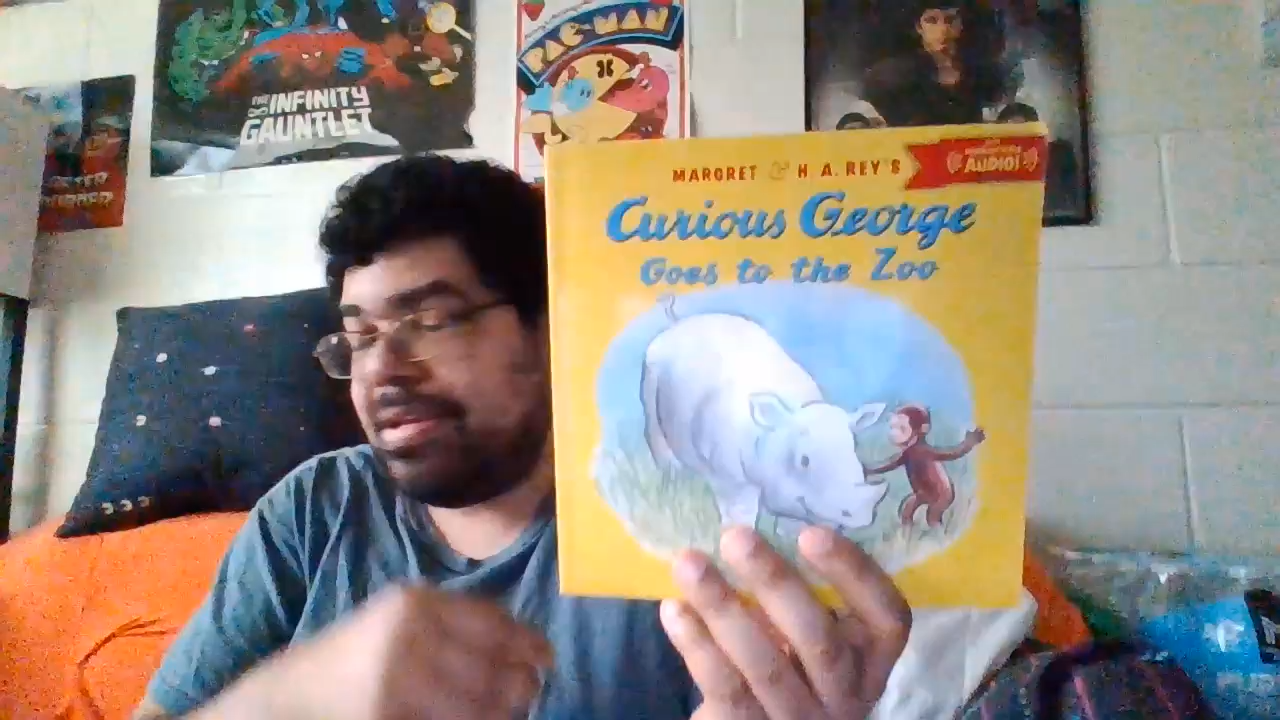 THE INFINITY
GAUNTLET
PAC-MAN
MARGRET & H. A. REY'S
AUDIO!
Curious George
Goes to the Zoo